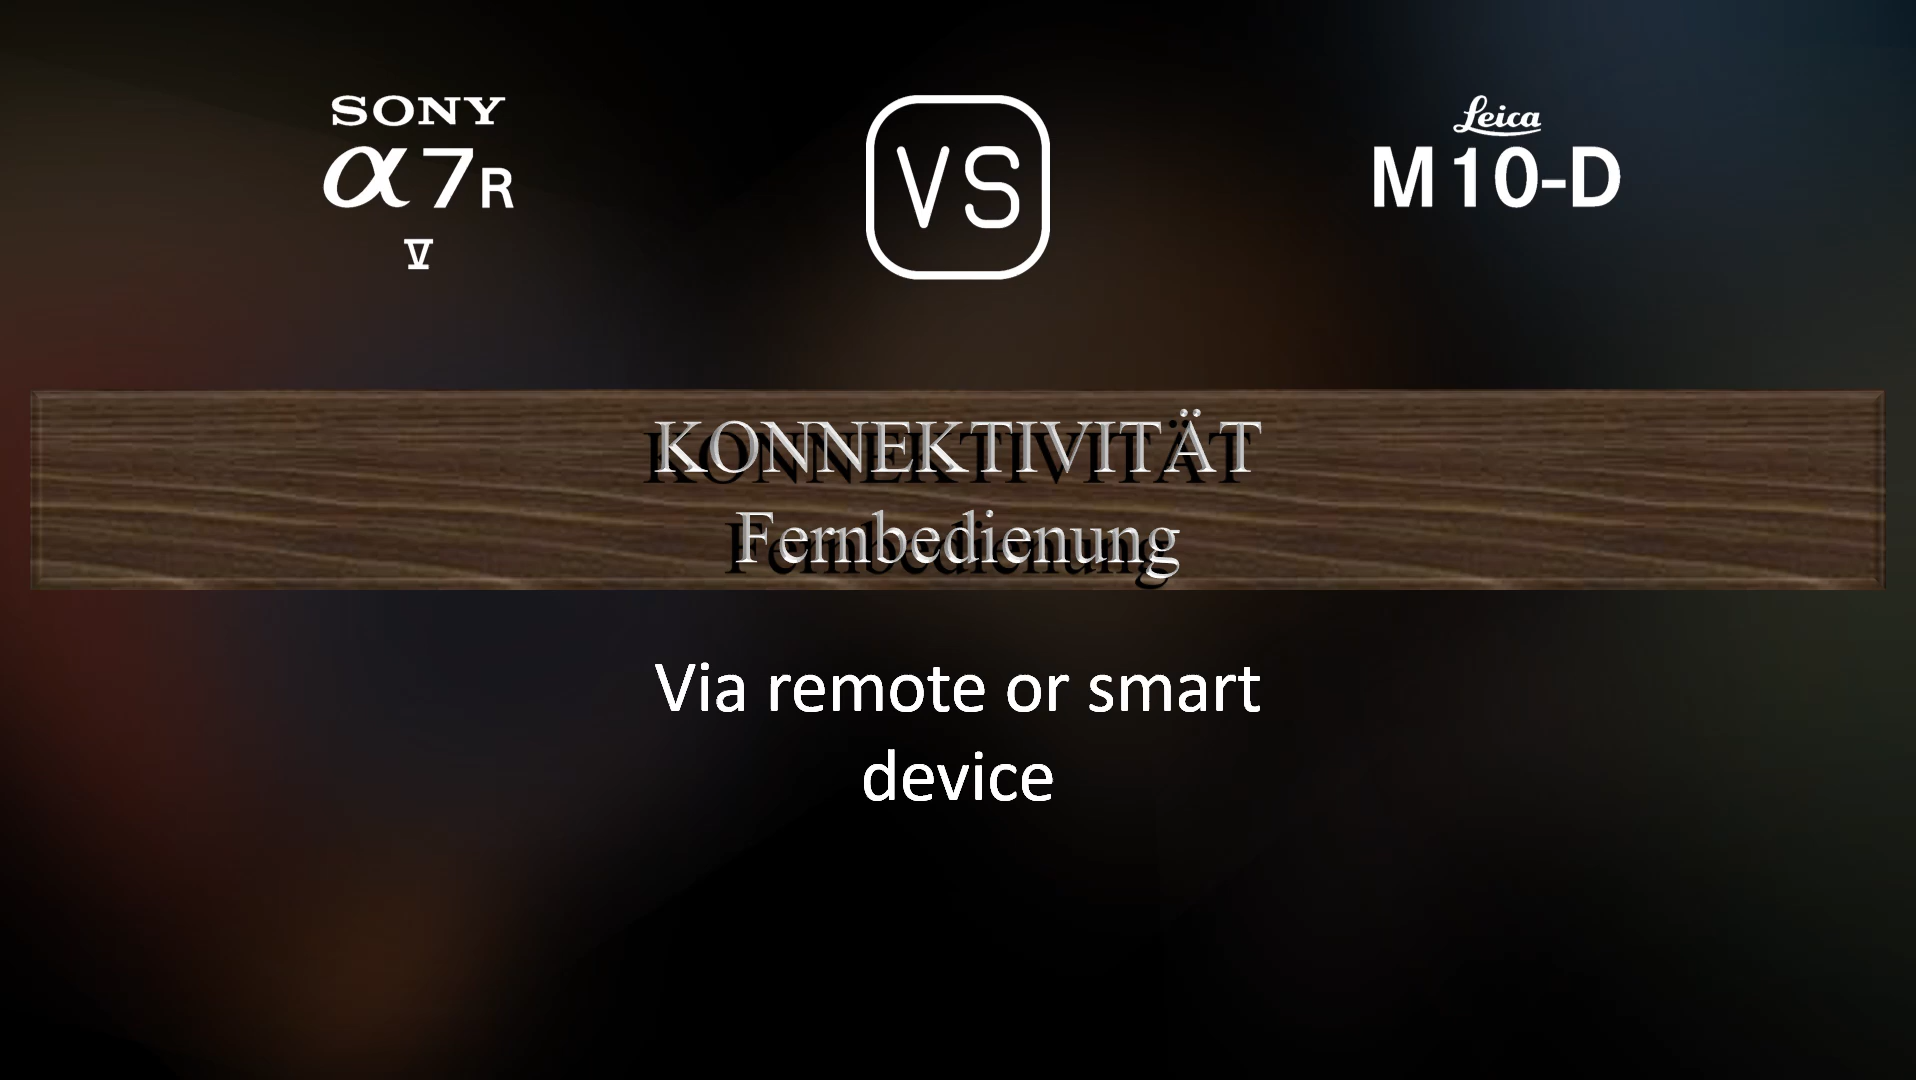 SONY
α7R
V
VS
Leica
M10-D
KONNEKTIVITÄT
Fernbedienung
Via remote or smart
device